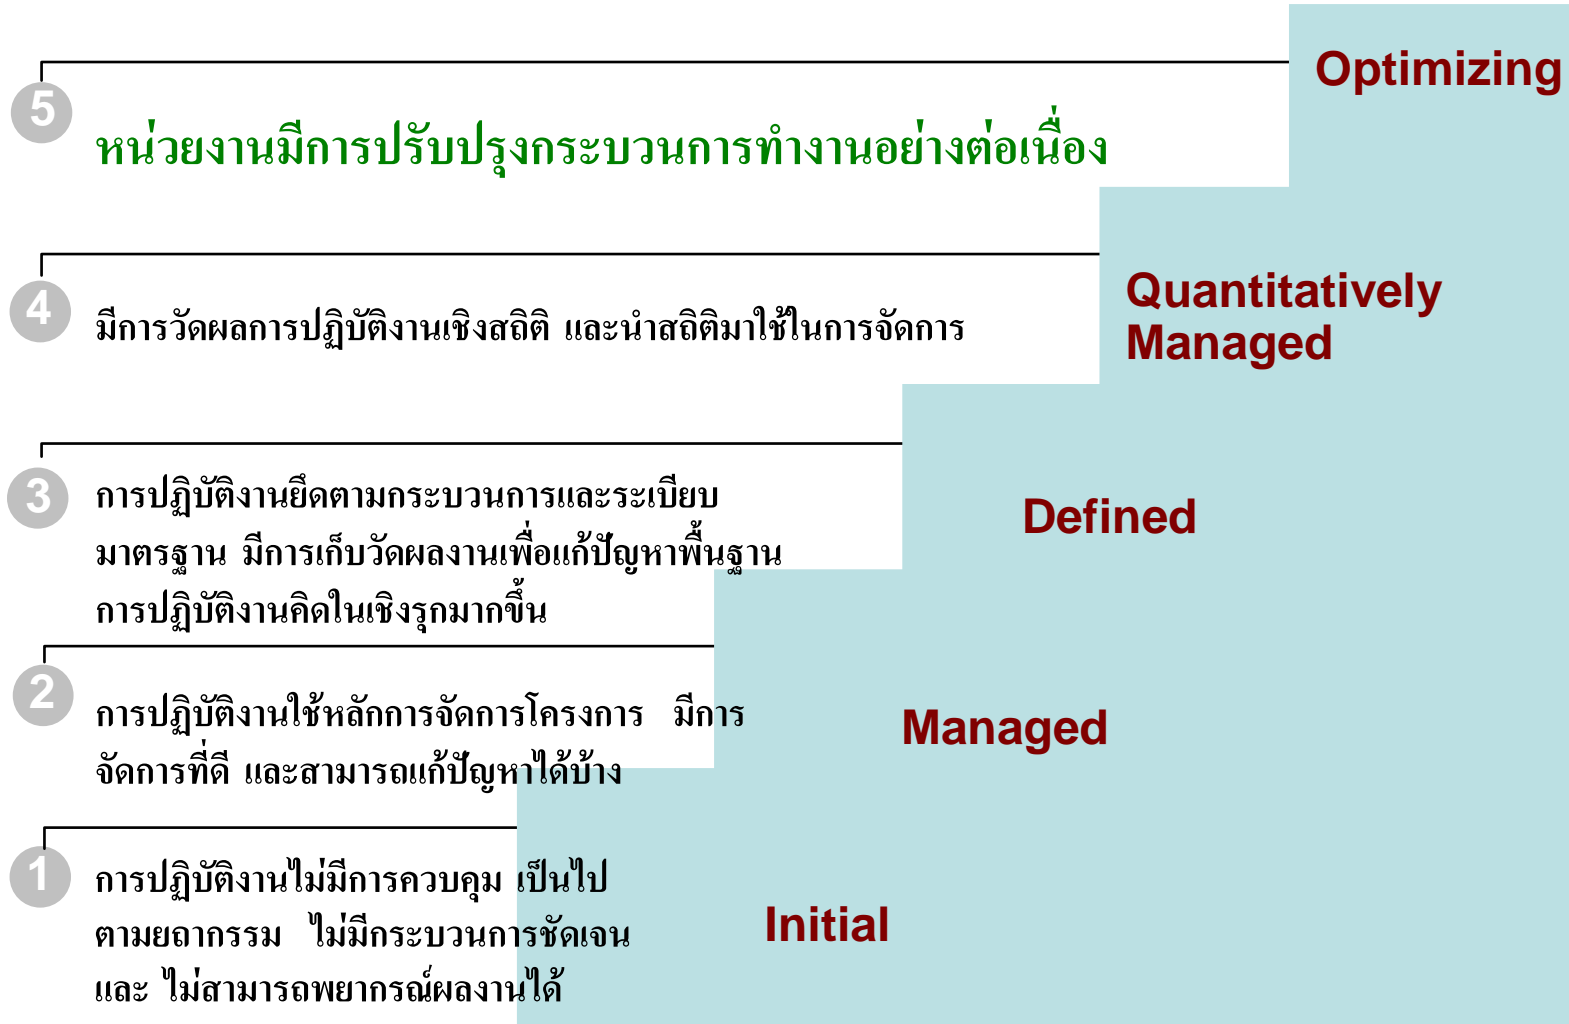 Optimizing
5
หน่วยงานมีการปรับปรุงกระบวนการทำงานอย่างต่อเนื่อง
Quantitatively
Managed
4
มีการวัดผลการปฏิบัติงานเชิงสถิติ และนำสถิติมาใช้ในการจัดการ
Defined
3
การปฏิบัติงานยึดตามกระบวนการและระเบียบ
มาตรฐาน มีการเก็บวัดผลงานเพื่อแก้ปัญหาพื้นฐาน
การปฏิบัติงานคิดในเชิงรุกมากขึ้น
Managed
2
การปฏิบัติงานใช้หลักการจัดการโครงการ มีการ
จัดการที่ดี และสามารถแก้ปัญหาได้บ้าง
Initial
1
การปฏิบัติงานไม่มีการควบคุม เป็นไป
ตามยถากรรม ไม่มีกระบวนการชัดเจน
และ ไม่สามารถพยากรณ์ผลงานได้